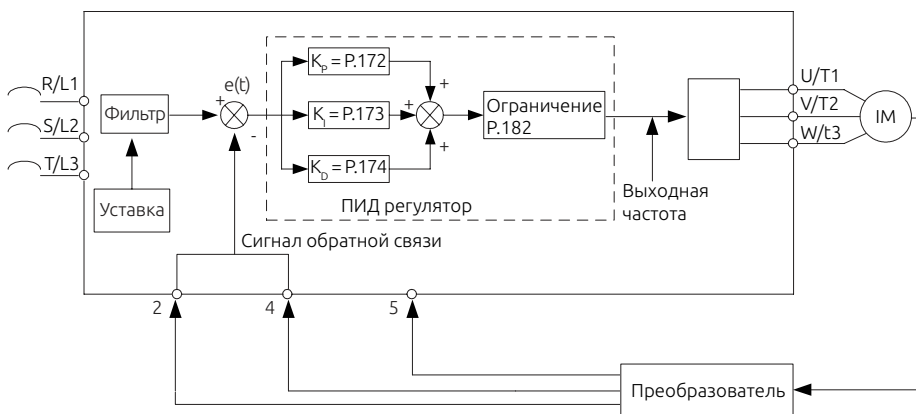 R/L1
S/L2
T/L3
Фильтр
Уставка
+
e(t)
-
K_P = P.172
K_I = P.173
K_D = P.174
+
+
+
Ограничение
P.182
ПИД регулятор
Выходная
частота
U/T1
V/T2
W/t3
IM
Сигнал обратной связи
2
4
5
Преобразователь